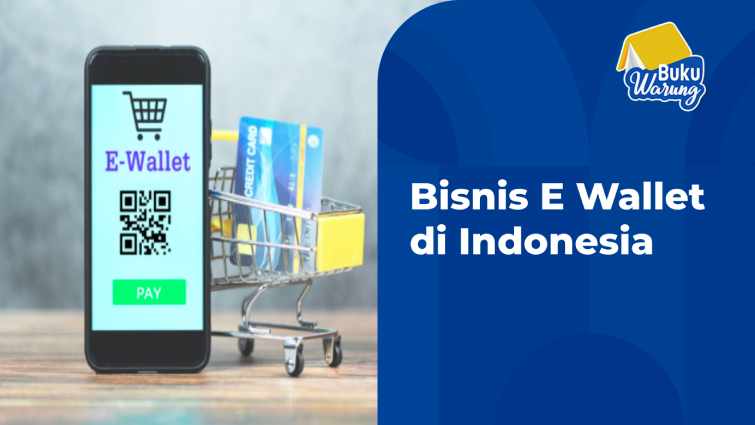 E-Wallet
PAY
CREDIT CARD
Buku
Warung
Bisnis E Wallet
di Indonesia